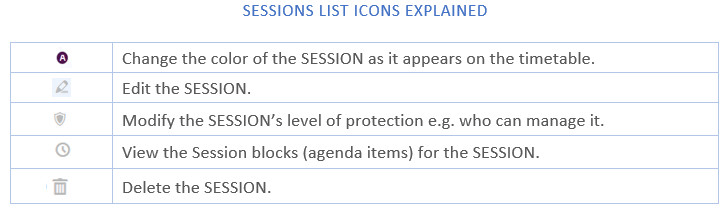 SESSIONS LIST ICONS EXPLAINED
A
Change the color of the SESSION as it appears on the timetable.
Edit the SESSION.
Modify the SESSION’s level of protection e.g. who can manage it.
View the Session blocks (agenda items) for the SESSION.
Delete the SESSION.